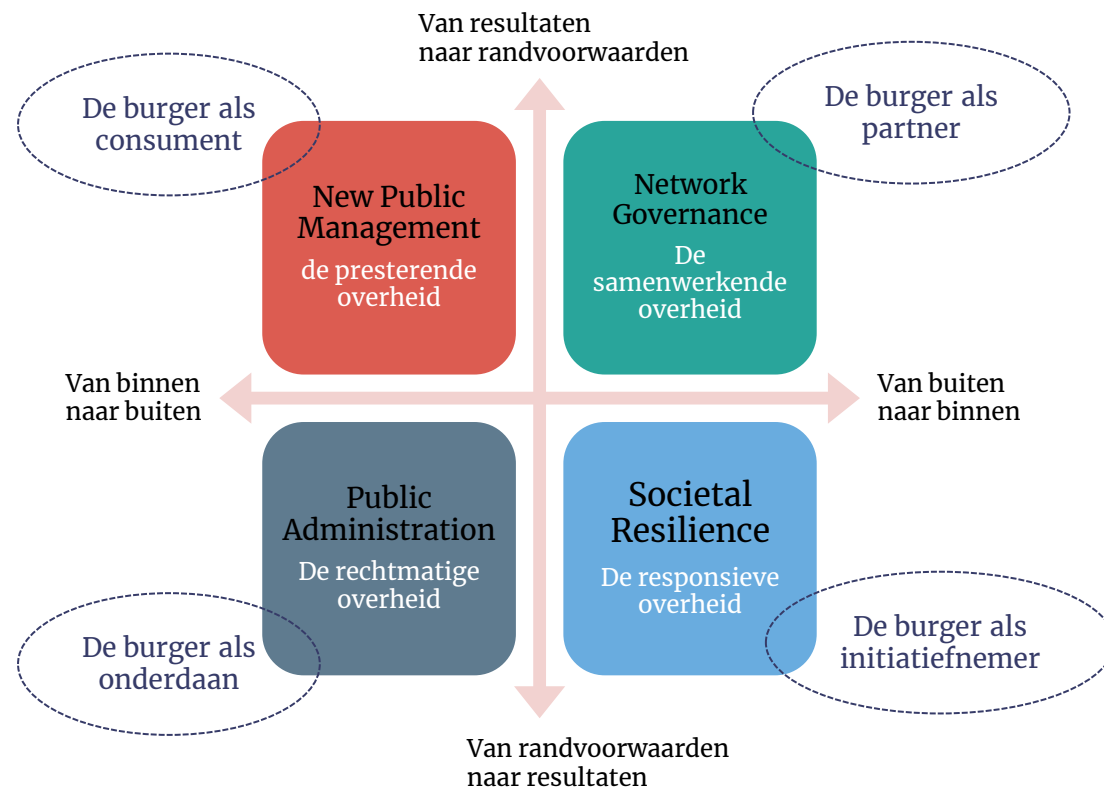 Van resultaten
naar randvoorwaarden
De burger als
consument
De burger als
partner
New Public
Management
de presterende
overheid
Network
Governance
De
samenwerkende
overheid
Van binnen
naar buiten
Van buiten
naar binnen
Public
Administration
De rechtmatige
overheid
Societal
Resilience
De responsieve
overheid
De burger als
onderdaan
De burger als
initiatiefnemer
Van randvoorwaarden
naar resultaten